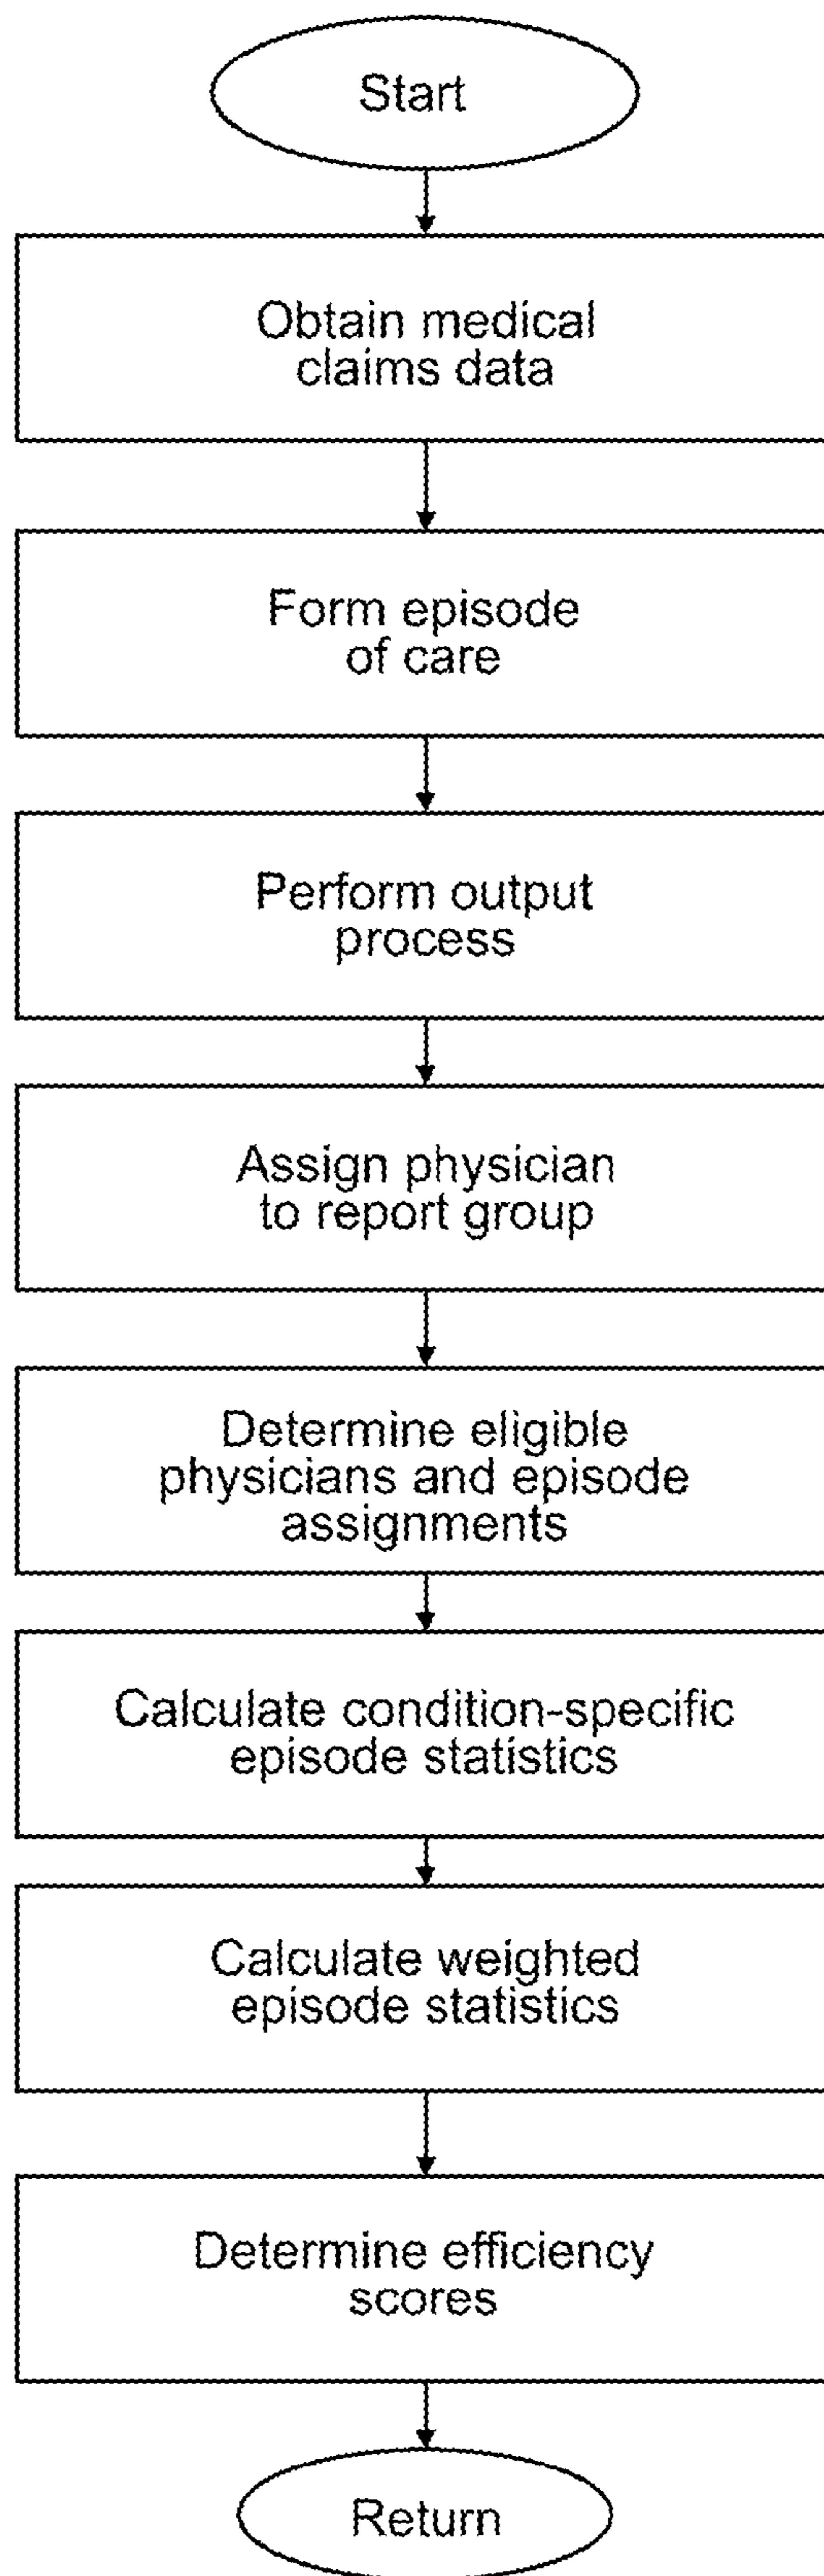 Start
Obtain medical
claims data
Form episode
of care
Perform output
process
Assign physician
to report group
Determine eligible
physicians and episode
assignments
Calculate condition-specific
episode statistics
Calculate weighted
episode statistics
Determine efficiency
scores
Return